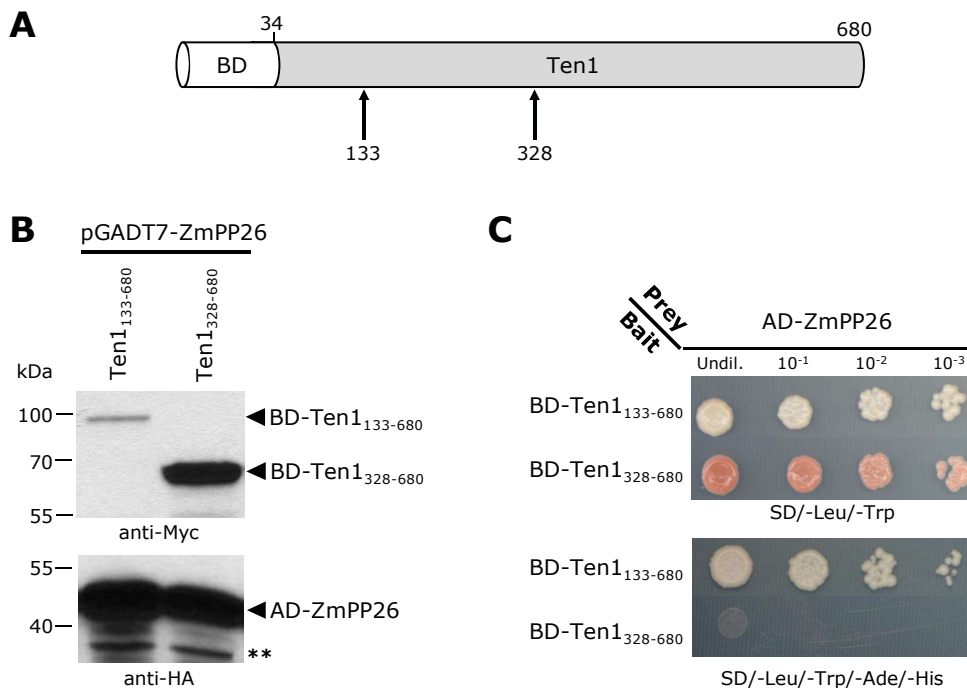 A
34
680
BD
Ten1
133
328
B
pGADT7-ZmPP26
Ten1₁₃₃₋₆₈₀
Ten1₃₂₈₋₆₈₀
kDa
100
BD-Ten1₁₃₃₋₆₈₀
70
BD-Ten1₃₂₈₋₆₈₀
55
anti-Myc
55
AD-ZmPP26
40
**
anti-HA
C
Prey
Bait
AD-ZmPP26
Undil. 10⁻¹ 10⁻² 10⁻³
BD-Ten1₁₃₃₋₆₈₀
BD-Ten1₃₂₈₋₆₈₀
SD/-Leu/-Trp
BD-Ten1₁₃₃₋₆₈₀
BD-Ten1₃₂₈₋₆₈₀
SD/-Leu/-Trp/-Ade/-His